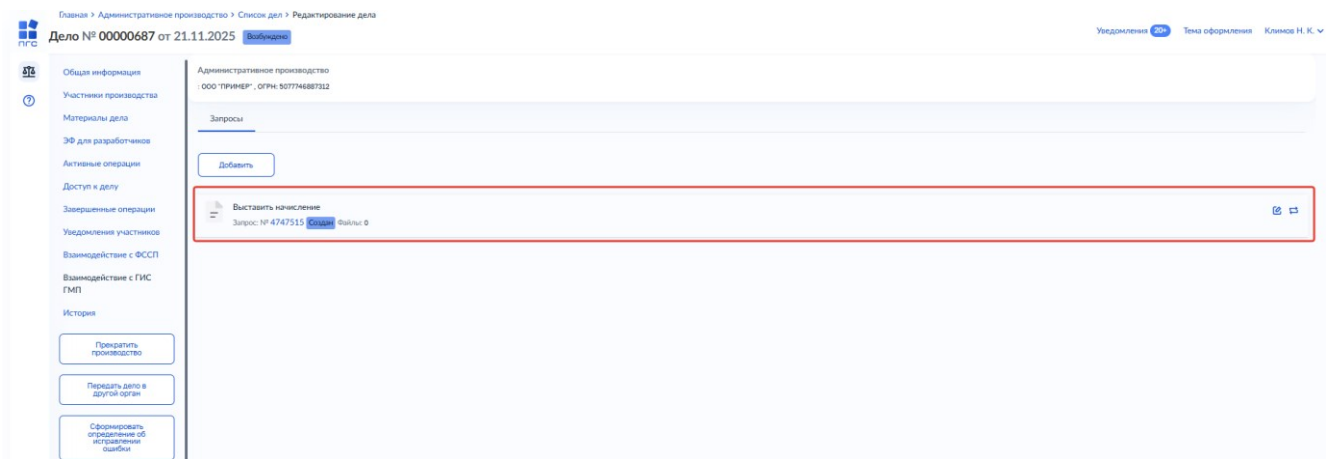 Главная > Административное производство > Список дел > Редактирование дела
пгс
Дело № 00000687 от 21.11.2025 Возбуждено
Уведомления 20+ Тема оформления Климов Н. К.
Общая информация
Участники производства
Материалы дела
ЭФ для разработчиков
Активные операции
Доступ к делу
Завершенные операции
Уведомления участников
Взаимодействие с ФССП
Взаимодействие с ГИС
ГМП
История
Прекратить
производство
Передать дело в
другой орган
Сформировать
определение об
исправлении
ошибки
Административное производство
: ООО "ПРИМЕР" , ОГРН: 5077746887312
Запросы
Добавить
Выставить начисление
Запрос: № 4747515 Создан Файлы: 0